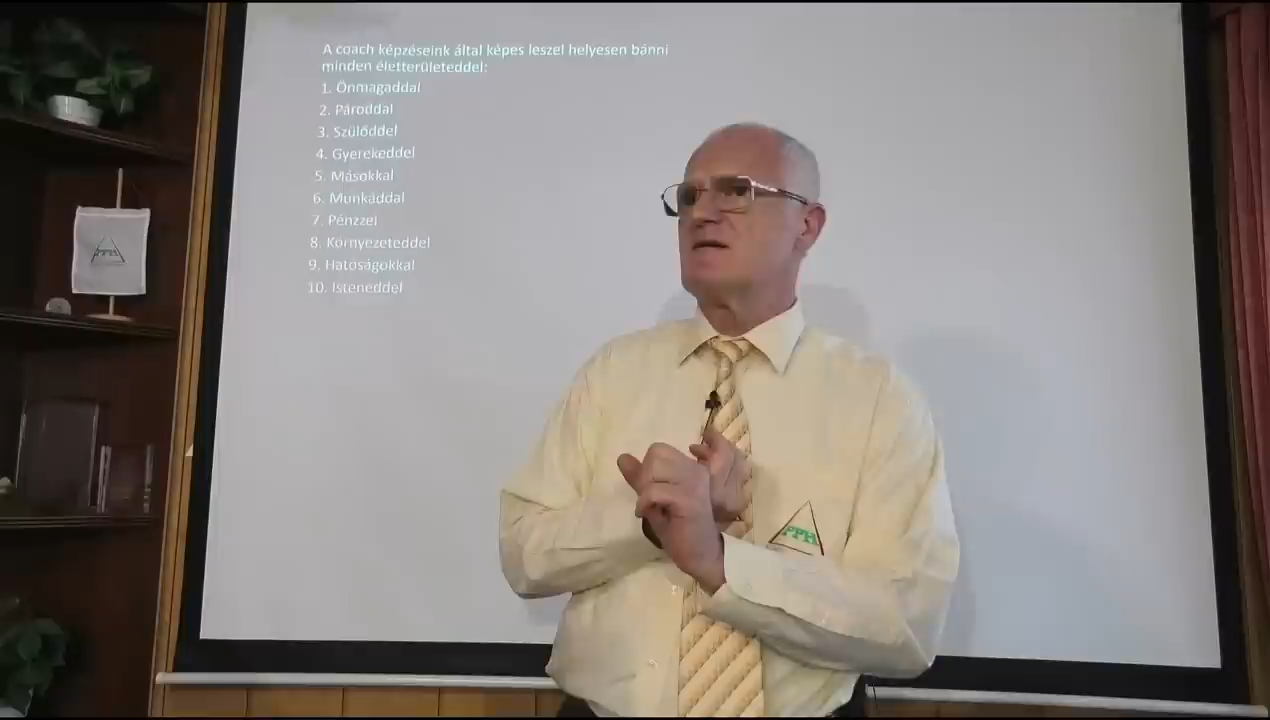 A coach képzéseink által képes leszel helyesen bánni
minden életterületeddel:
1. Önmagaddal
2. Pároddal
3. Szülőddel
4. Gyerekeddel
5. Másokkal
6. Munkáddal
7. Pénzzel
8. Környezeteddel
9. Hatóságokkal
10. Isteneddel
PPH
PPH